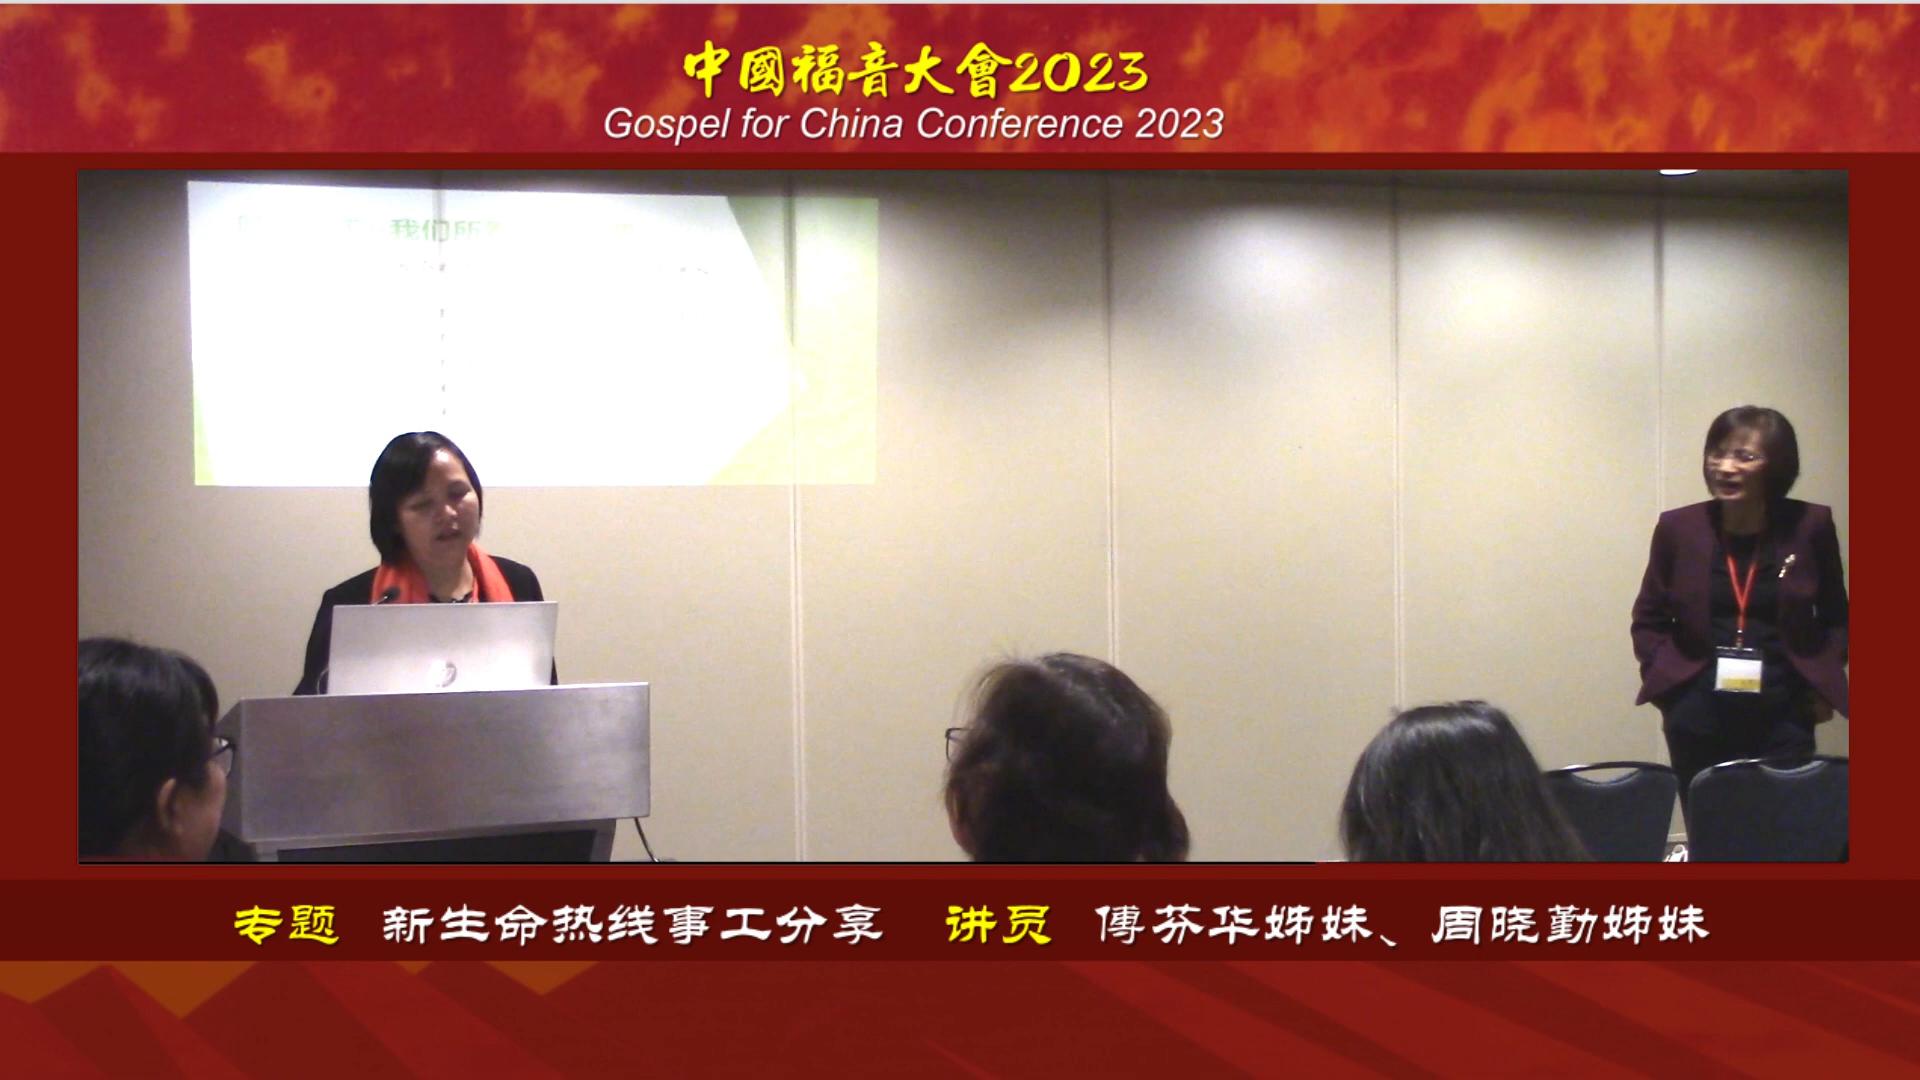 中國福音大會2023
Gospel for China Conference 2023
我们所
专题 新生命热线事工分享 讲员 傅芬华姊妹、周晓勤姊妹